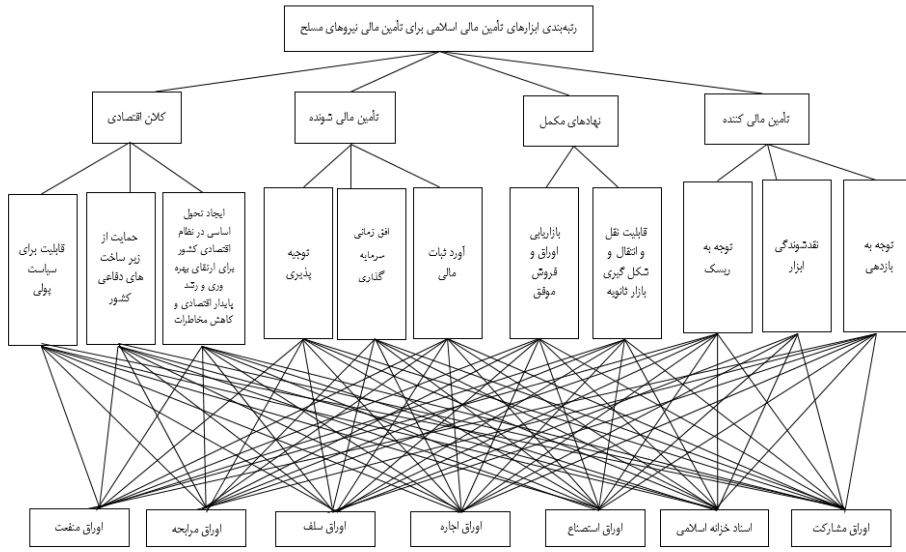 رتبه‌بندی ابزارهای تأمین مالی اسلامی برای تأمین مالی نیروهای مسلح
تأمین مالی کننده
نهادهای مکمل
تأمین مالی شونده
کلان اقتصادی
توجه به
بازدهی
نقدشوندگی
ابزار
توجه به
ریسک
قابلیت نقل
و انتقال و
شکل گیری
بازار ثانویه
بازاریابی
اوراق و
فروش
موفق
آورد ثبات
مالی
افق زمانی
سرمایه
گذاری
توجیه
پذیری
ایجاد تحول
اساسی در نظام
اقتصادی کشور
برای ارتقای بهره
وری و رشد
پایدار اقتصادی و
کاهش مخاطرات
حمایت از
زیر ساخت
های دفاعی
کشور
قابلیت برای
سیاست
پولی
اوراق مشارکت
اسناد خزانه اسلامی
اوراق استصناع
اوراق اجاره
اوراق سلف
اوراق مرابحه
اوراق منفعت